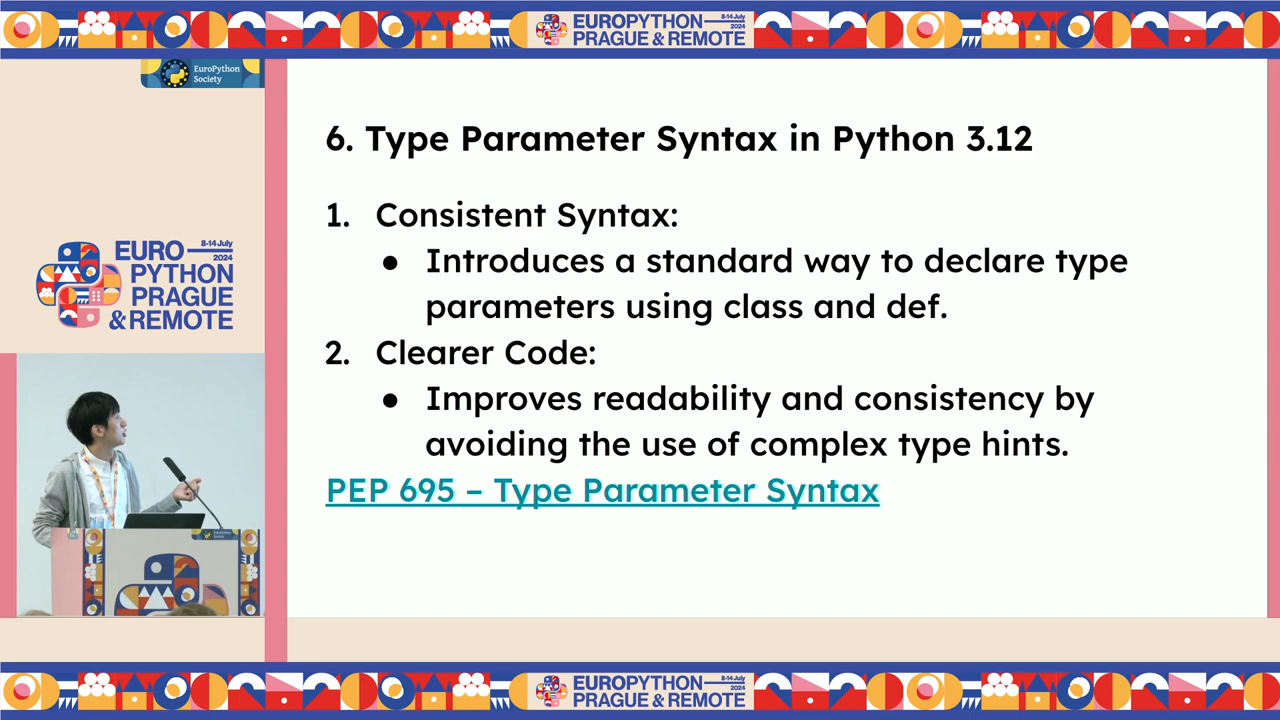 EUROPYTHON 8-14 July
PRAGUE & REMOTE 2024
EuroPython
Society
6. Type Parameter Syntax in Python 3.12
1. Consistent Syntax:
● Introduces a standard way to declare type
parameters using class and def.
2. Clearer Code:
● Improves readability and consistency by
avoiding the use of complex type hints.
PEP 695 – Type Parameter Syntax
EURO 8-14 July
2024
PYTHON
PRAGUE
& REMOTE
EUROPYTHON 8-14 July
PRAGUE & REMOTE 2024